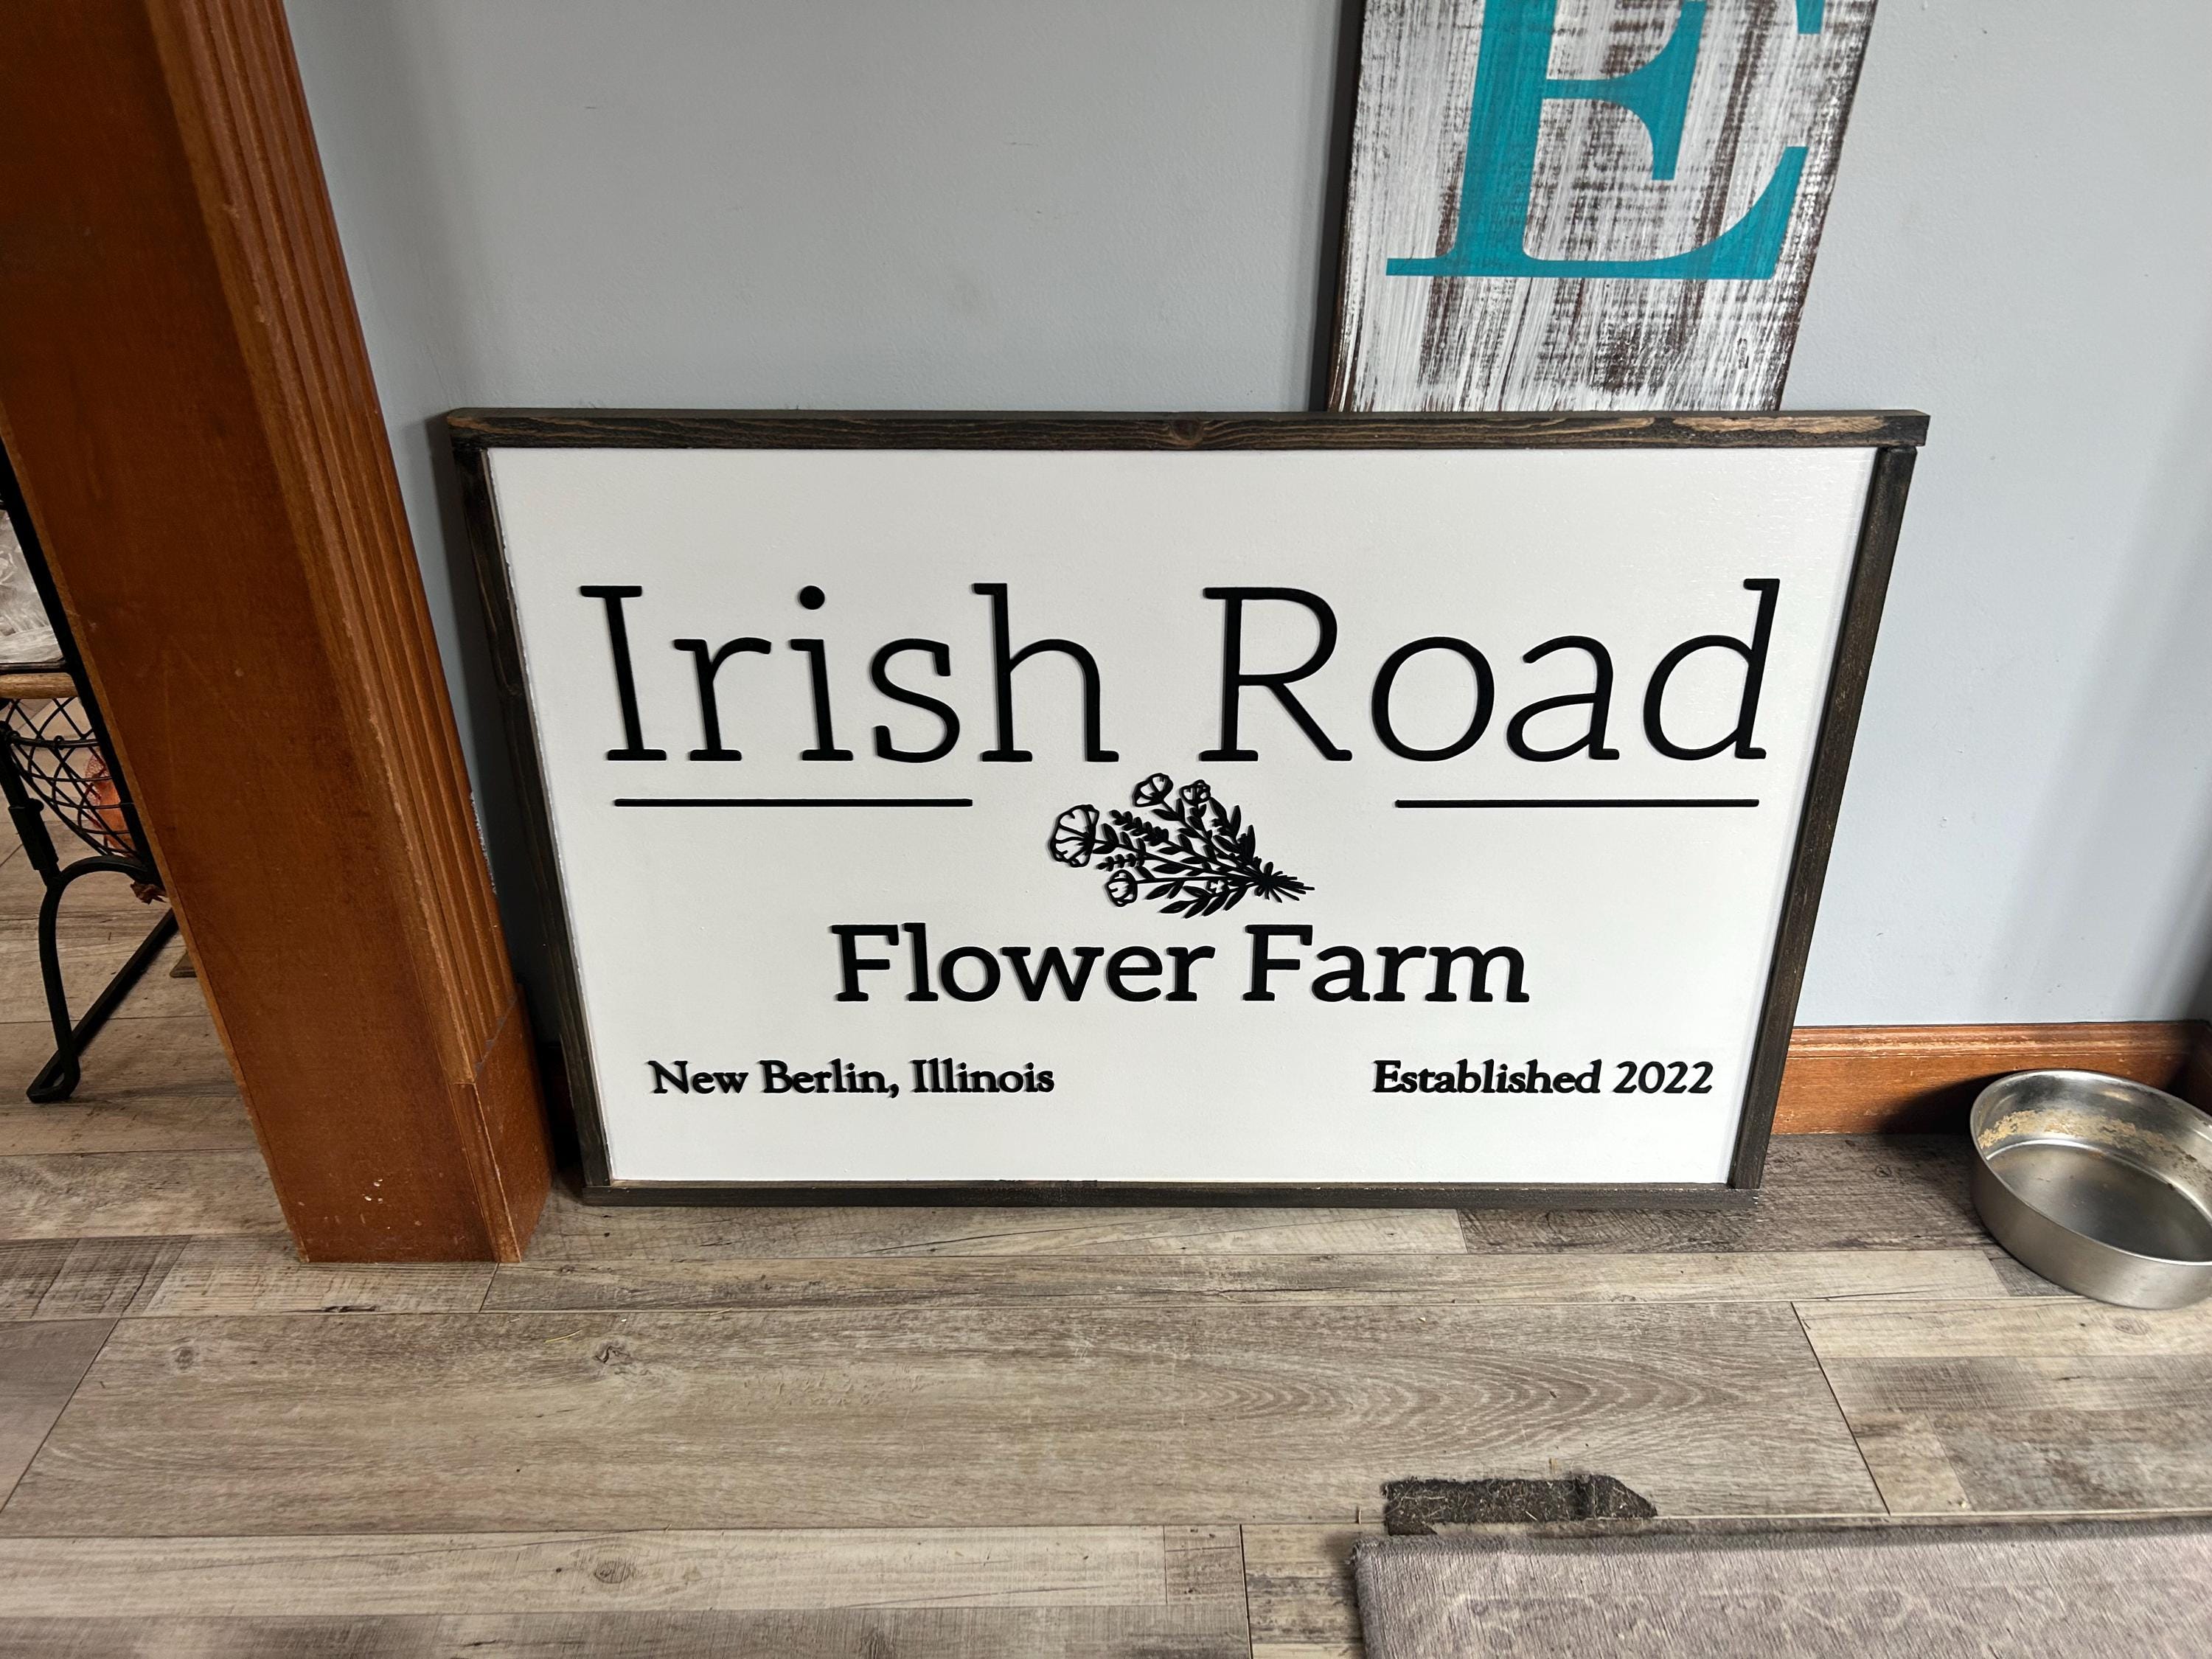 E
Irish Road
Flower Farm
New Berlin, Illinois
Established 2022